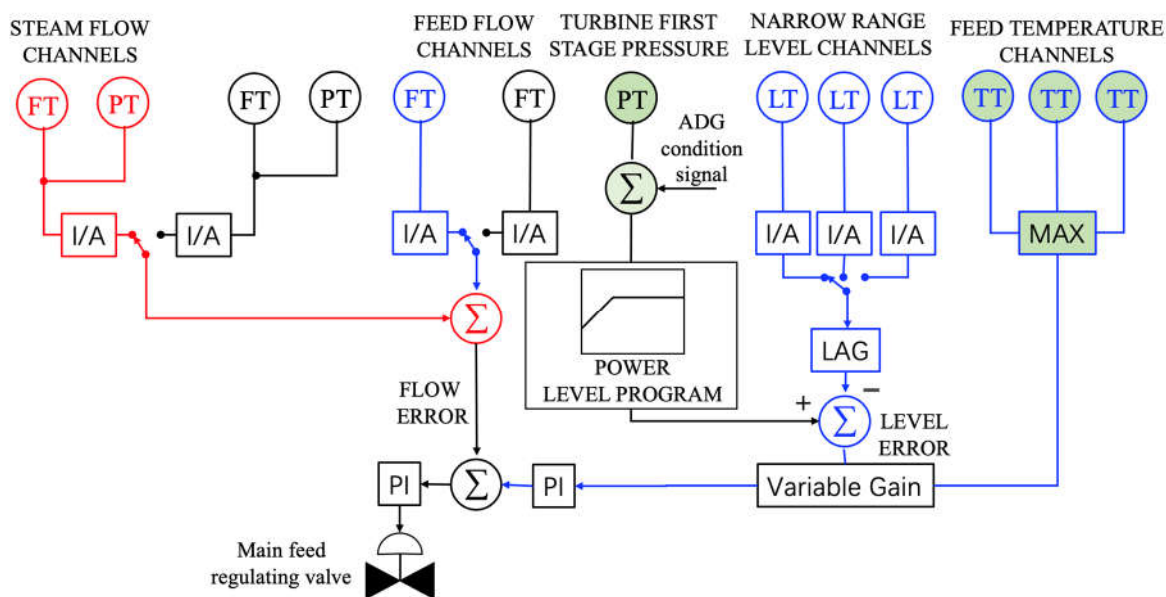 STEAM FLOW
CHANNELS
FEED FLOW
CHANNELS
TURBINE FIRST
STAGE PRESSURE
NARROW RANGE
LEVEL CHANNELS
FEED TEMPERATURE
CHANNELS
FT
PT
FT
PT
FT
FT
PT
LT
LT
LT
TT
TT
TT
ADG
condition
signal
Σ
I/A
I/A
I/A
I/A
I/A
I/A
I/A
MAX
Σ
LAG
POWER
LEVEL PROGRAM
FLOW
ERROR
+
−
Σ
LEVEL
ERROR
PI
Σ
PI
Variable Gain
Main feed
regulating valve